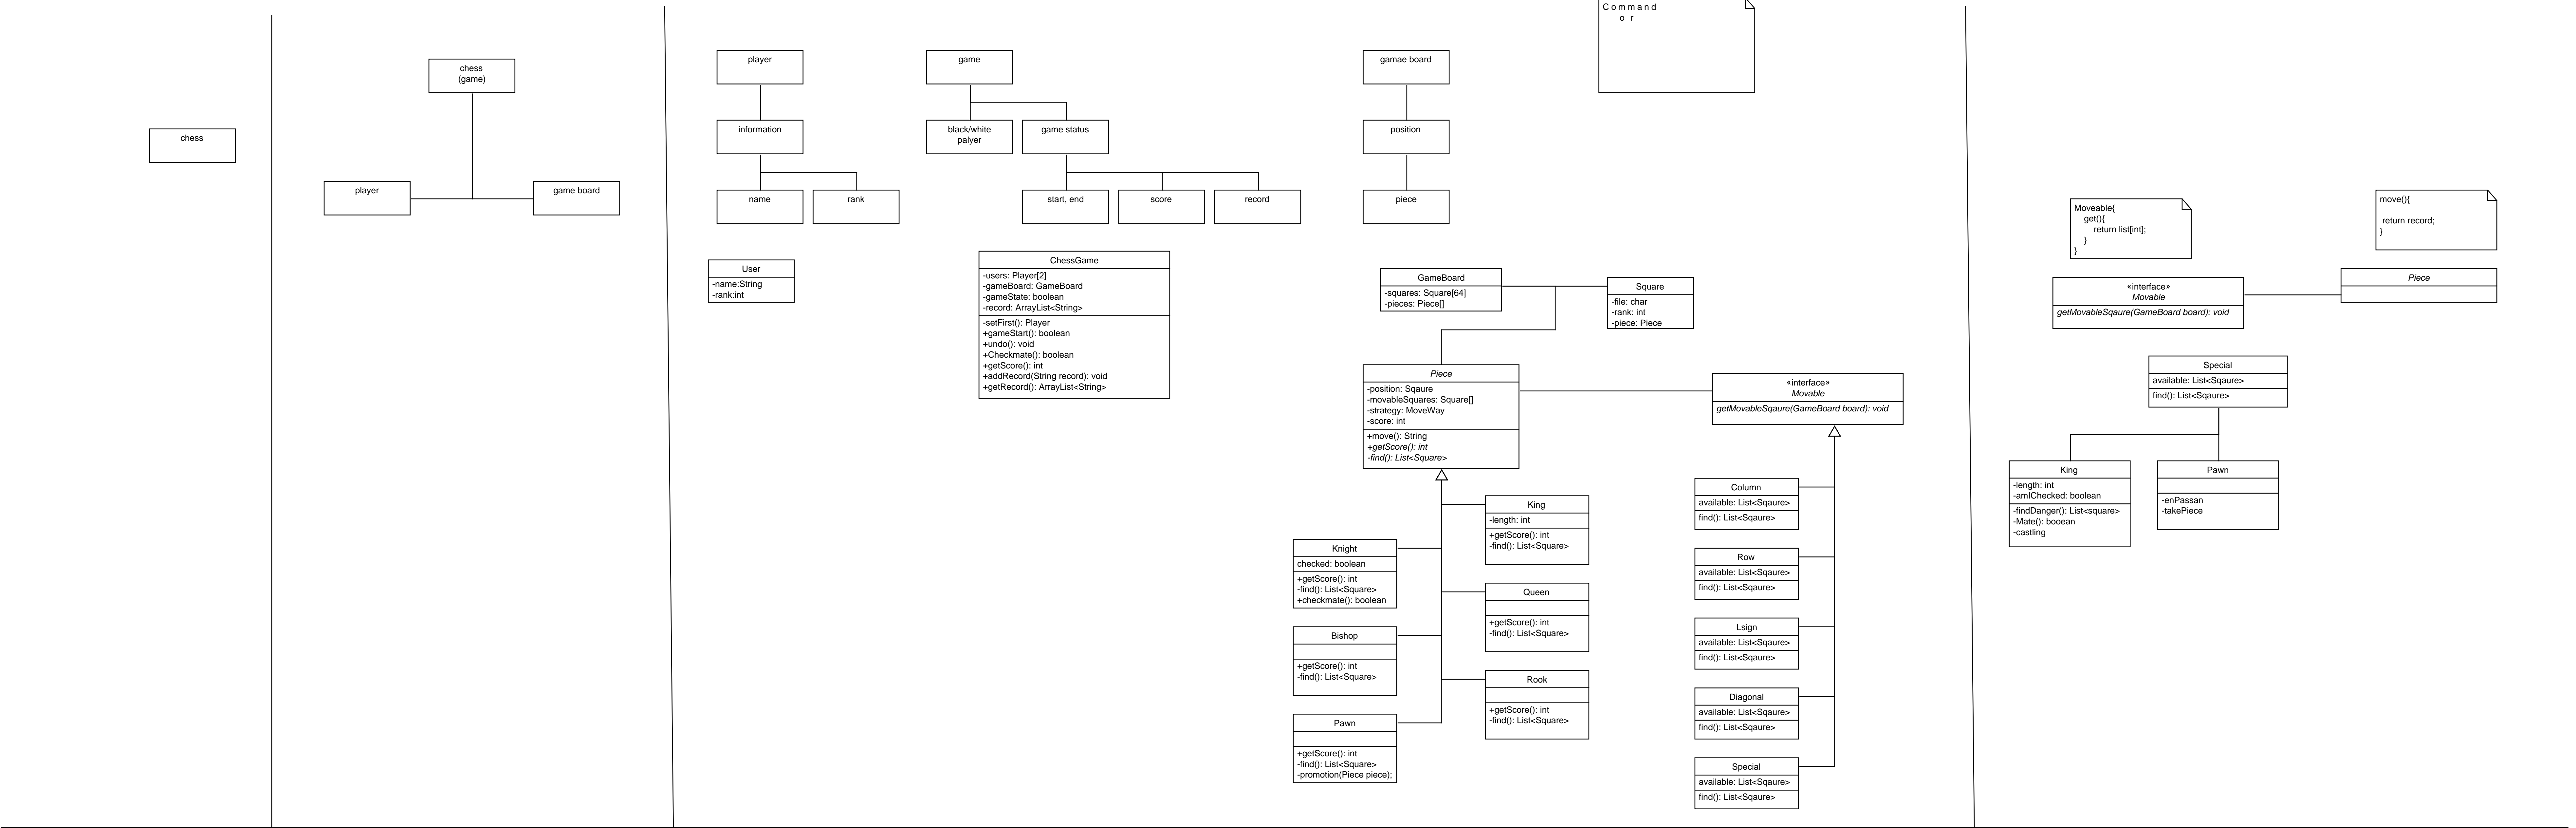 chess
chess
(game)
player
game board
player
information
name
rank
game
black/white
palyer
game status
start, end
score
record
gamae board
position
piece
Command
or
User
-name:String
-rank:int
ChessGame
-users: Player[2]
-gameBoard: GameBoard
-gameState: boolean
-record: ArrayList<String>
-setFirst(): Player
+gameStart(): boolean
+undo(): void
+Checkmate(): boolean
+getScore(): int
+addRecord(String record): void
+getRecord(): ArrayList<String>
GameBoard
-squares: Square[64]
-pieces: Piece[]
Square
-file: char
-rank: int
-piece: Piece
Piece
-position: Sqaure
-movableSquares: Square[]
-strategy: MoveWay
-score: int
+move(): String
+getScore(): int
-find(): List<Square>
«interface»
Movable
getMovableSqaure(GameBoard board): void
King
-length: int
+getScore(): int
-find(): List<Square>
Knight
checked: boolean
+getScore(): int
-find(): List<Square>
+checkmate(): boolean
Queen
+getScore(): int
-find(): List<Square>
Bishop
+getScore(): int
-find(): List<Square>
Rook
+getScore(): int
-find(): List<Square>
Pawn
+getScore(): int
-find(): List<Square>
-promotion(Piece piece);
Column
available: List<Sqaure>
find(): List<Sqaure>
Row
available: List<Sqaure>
find(): List<Sqaure>
Lsign
available: List<Sqaure>
find(): List<Sqaure>
Diagonal
available: List<Sqaure>
find(): List<Sqaure>
Special
available: List<Sqaure>
find(): List<Sqaure>
Moveable{
get(){
return list[int];
}
}
move(){
return record;
}
«interface»
Movable
getMovableSqaure(GameBoard board): void
Piece
Special
available: List<Sqaure>
find(): List<Sqaure>
King
-length: int
-amIChecked: boolean
-findDanger(): List<square>
-Mate(): booean
-castling
Pawn
-enPassan
-takePiece